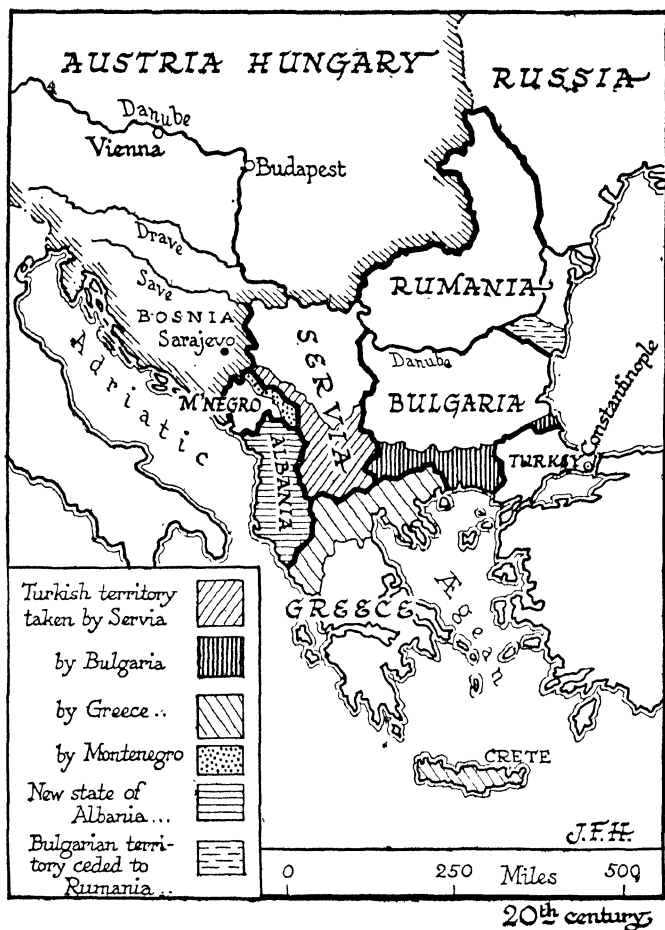 AUSTRIA HUNGARY
RUSSIA
Danube
Vienna
Budapest
Drave
Save
BOSNIA
Sarajevo
RUMANIA
SERVIA
Adriatic
M'NEGRO
Danube
BULGARIA
Constantinople
ALBANIA
TURKEY
Ægean
GREECE
CRETE
Turkish territory
taken by Servia
by Bulgaria
by Greece ..
by Montenegro
New state of
Albania ...
Bulgarian terri-
tory ceded to
Rumania ..
J.F.H.
0 250 Miles 500
20th century